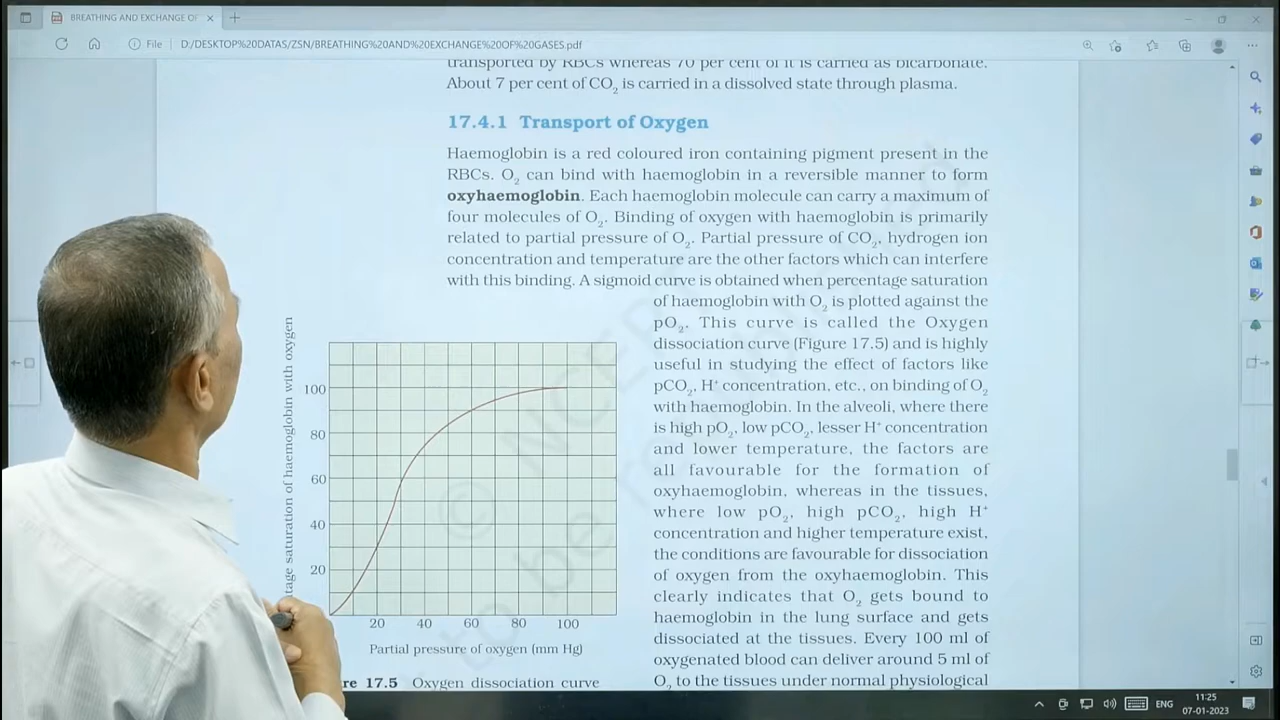 BREATHING AND EXCHANGE OF
File
D:/DESKTOP%20DATAS/ZSN/BREATHING%20AND%20EXCHANGE%20OF%20GASES.pdf
transported by RBCs whereas 70 per cent of it is carried as bicarbonate.
About 7 per cent of CO₂ is carried in a dissolved state through plasma.
17.4.1 Transport of Oxygen
Haemoglobin is a red coloured iron containing pigment present in the
RBCs. O₂ can bind with haemoglobin in a reversible manner to form
oxyhaemoglobin. Each haemoglobin molecule can carry a maximum of
four molecules of O₂. Binding of oxygen with haemoglobin is primarily
related to partial pressure of O₂. Partial pressure of CO₂, hydrogen ion
concentration and temperature are the other factors which can interfere
with this binding. A sigmoid curve is obtained when percentage saturation
of haemoglobin with O₂ is plotted against the
pO₂. This curve is called the Oxygen
dissociation curve (Figure 17.5) and is highly
useful in studying the effect of factors like
pCO₂, H⁺ concentration, etc., on binding of O₂
with haemoglobin. In the alveoli, where there
is high pO₂, low pCO₂, lesser H⁺ concentration
and lower temperature, the factors are
all favourable for the formation of
oxyhaemoglobin, whereas in the tissues,
where low pO₂, high pCO₂, high H⁺
concentration and higher temperature exist,
the conditions are favourable for dissociation
of oxygen from the oxyhaemoglobin. This
clearly indicates that O₂ gets bound to
haemoglobin in the lung surface and gets
dissociated at the tissues. Every 100 ml of
oxygenated blood can deliver around 5 ml of
O₂ to the tissues under normal physiological
tage saturation of haemoglobin with oxygen
100
80
60
40
20
20 40 60 80 100
Partial pressure of oxygen (mm Hg)
re 17.5 Oxygen dissociation curve
© NCERT
to be
ENG
11:25
07-01-2023